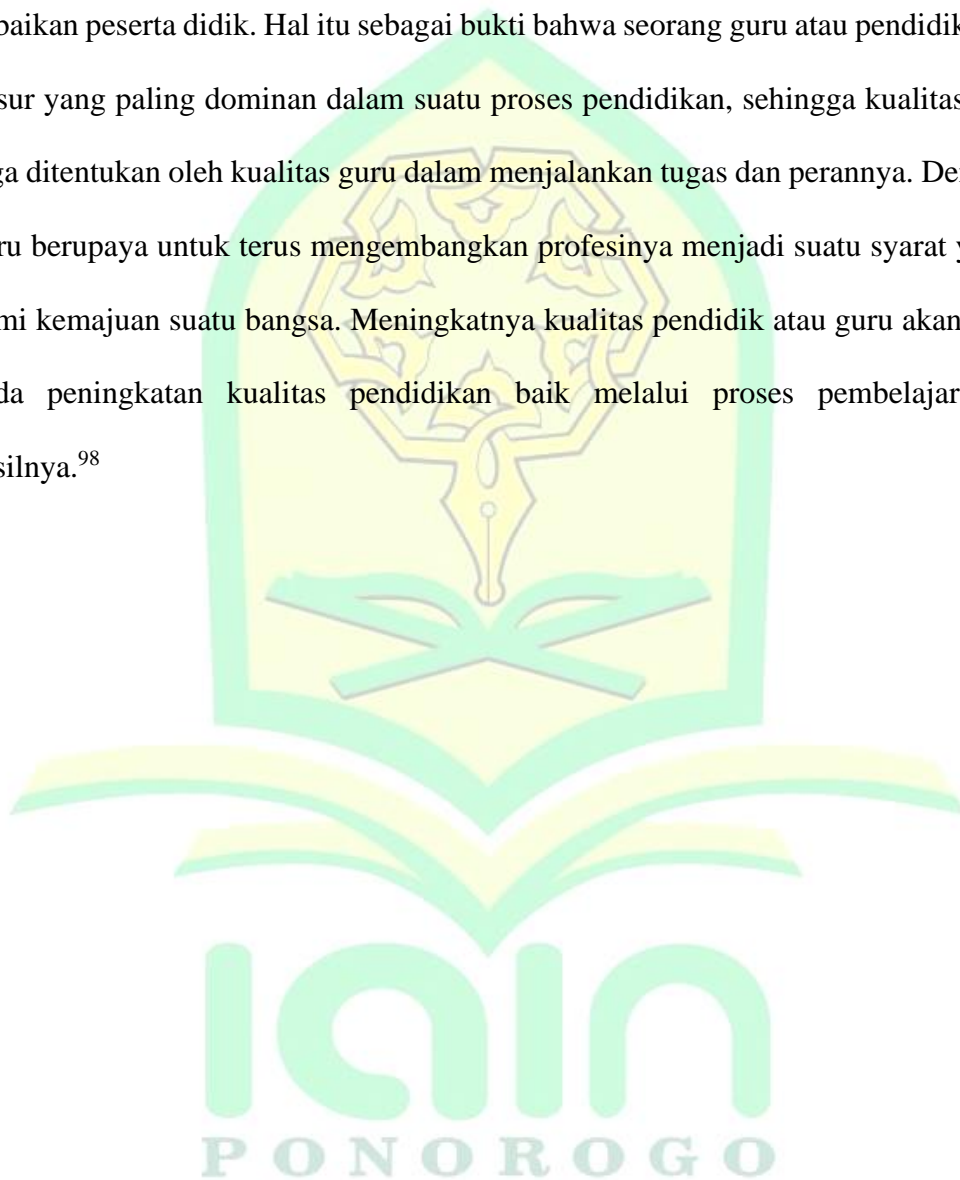 baikan peserta didik. Hal itu sebagai bukti bahwa seorang guru atau pendidik
sur yang paling dominan dalam suatu proses pendidikan, sehingga kualitas
ga ditentukan oleh kualitas guru dalam menjalankan tugas dan perannya. De
ru berupaya untuk terus mengembangkan profesinya menjadi suatu syarat y
mi kemajuan suatu bangsa. Meningkatnya kualitas pendidik atau guru akan
da peningkatan kualitas pendidikan baik melalui proses pembelajar
silnya.98
iain
PONOROGO